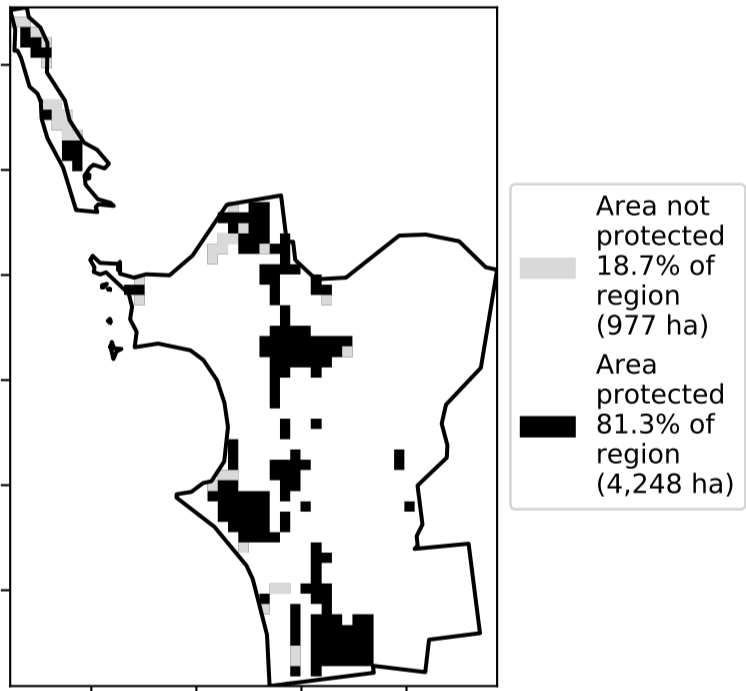 Area not
protected
18.7% of
region
(977 ha)
Area
protected
81.3% of
region
(4,248 ha)